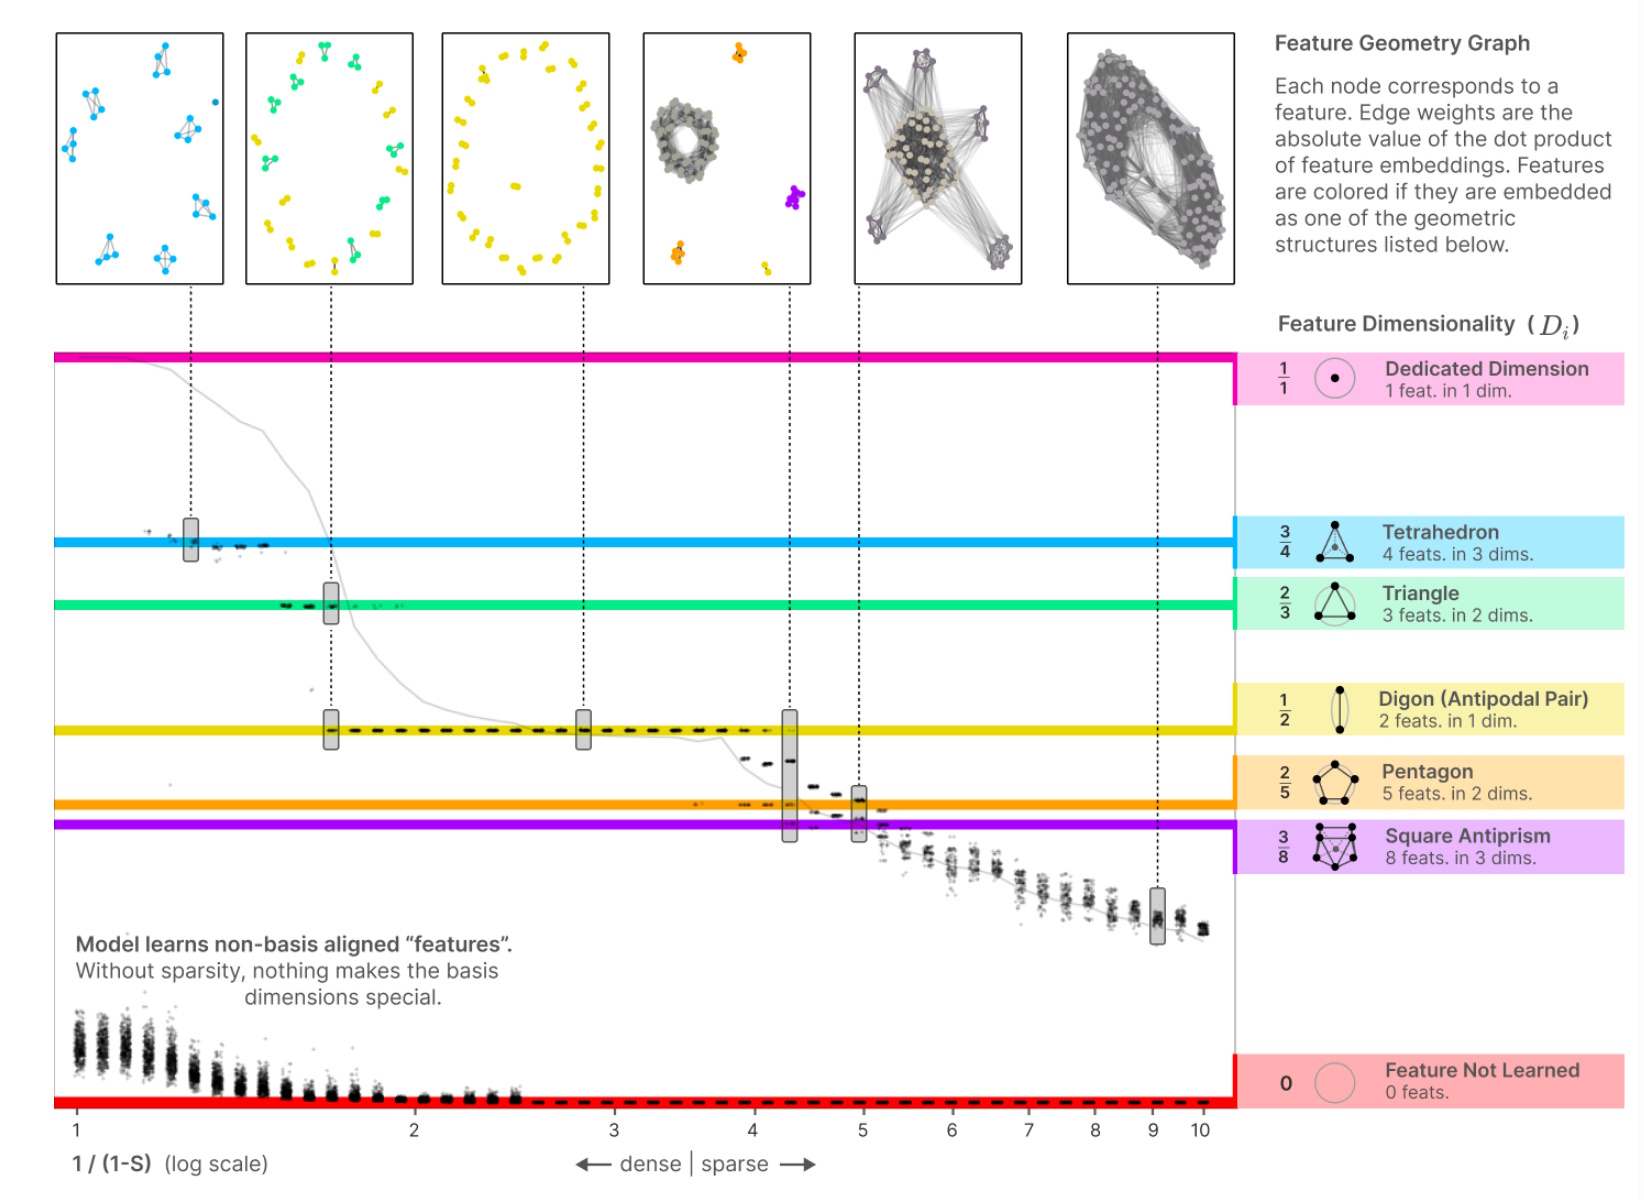 Feature Geometry Graph
Each node corresponds to a
feature. Edge weights are the
absolute value of the dot product
of feature embeddings. Features
are colored if they are embedded
as one of the geometric
structures listed below.
Feature Dimensionality ( D_i )
1/1 Dedicated Dimension
1 feat. in 1 dim.
3/4 Tetrahedron
4 feats. in 3 dims.
2/3 Triangle
3 feats. in 2 dims.
1/2 Digon (Antipodal Pair)
2 feats. in 1 dim.
2/5 Pentagon
5 feats. in 2 dims.
3/8 Square Antiprism
8 feats. in 3 dims.
Model learns non-basis aligned “features”.
Without sparsity, nothing makes the basis
dimensions special.
0 Feature Not Learned
0 feats.
1 2 3 4 5 6 7 8 9 10
1 / (1-S) (log scale) ← dense | sparse →